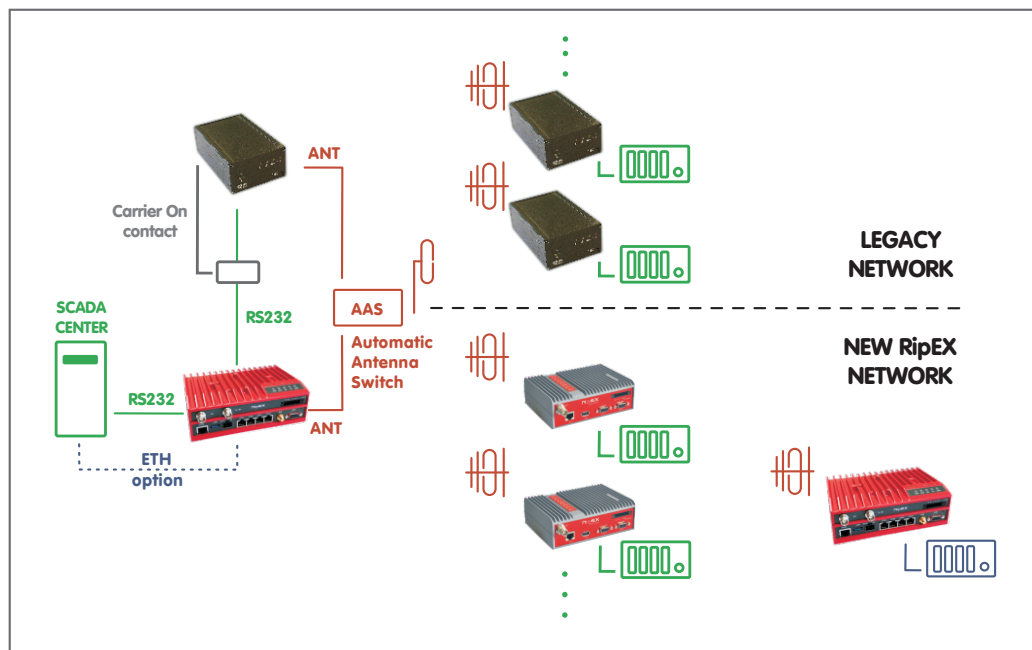 ANT
Carrier On
contact
LEGACY
NETWORK
SCADA
CENTER
RS232
AAS
Automatic
Antenna
Switch
NEW RipEX
NETWORK
RS232
ANT
ETH
option